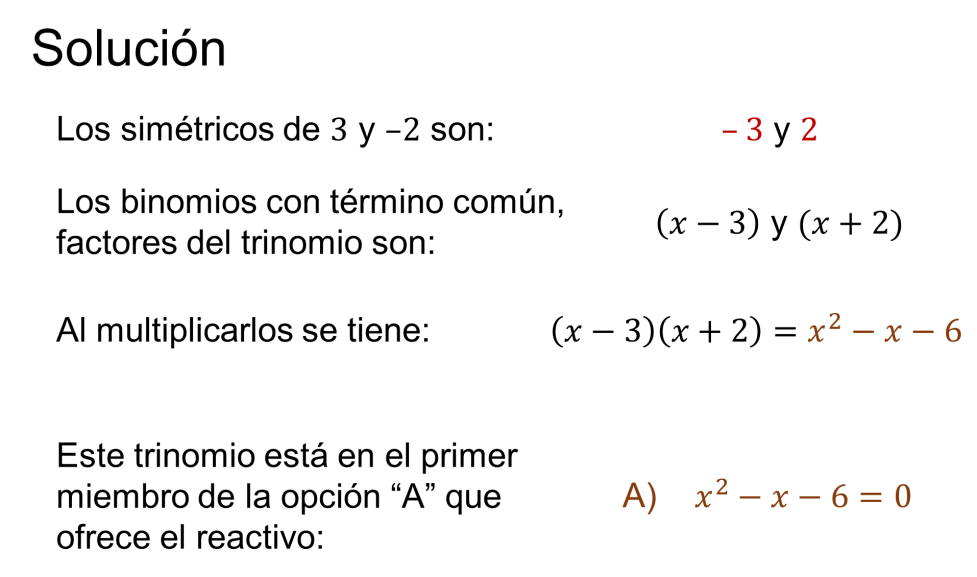 Solución
Los simétricos de 3 y –2 son: – 3 y 2
Los binomios con término común,
factores del trinomio son: (x − 3) y (x + 2)
Al multiplicarlos se tiene: (x − 3)(x + 2) = x² − x − 6
Este trinomio está en el primer
miembro de la opción “A” que A) x² − x − 6 = 0
ofrece el reactivo: